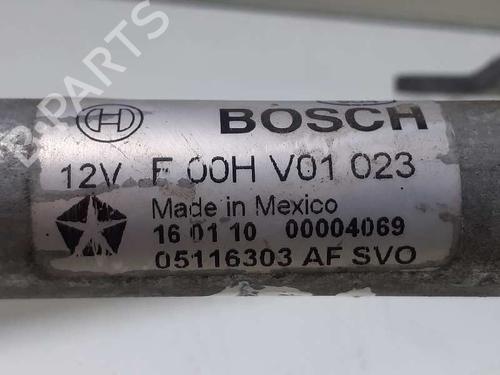 BOSCH
12V F 00H V01 023
Made in Mexico
16 01 10 00004069
05116303 AF SVO
B-PARTS